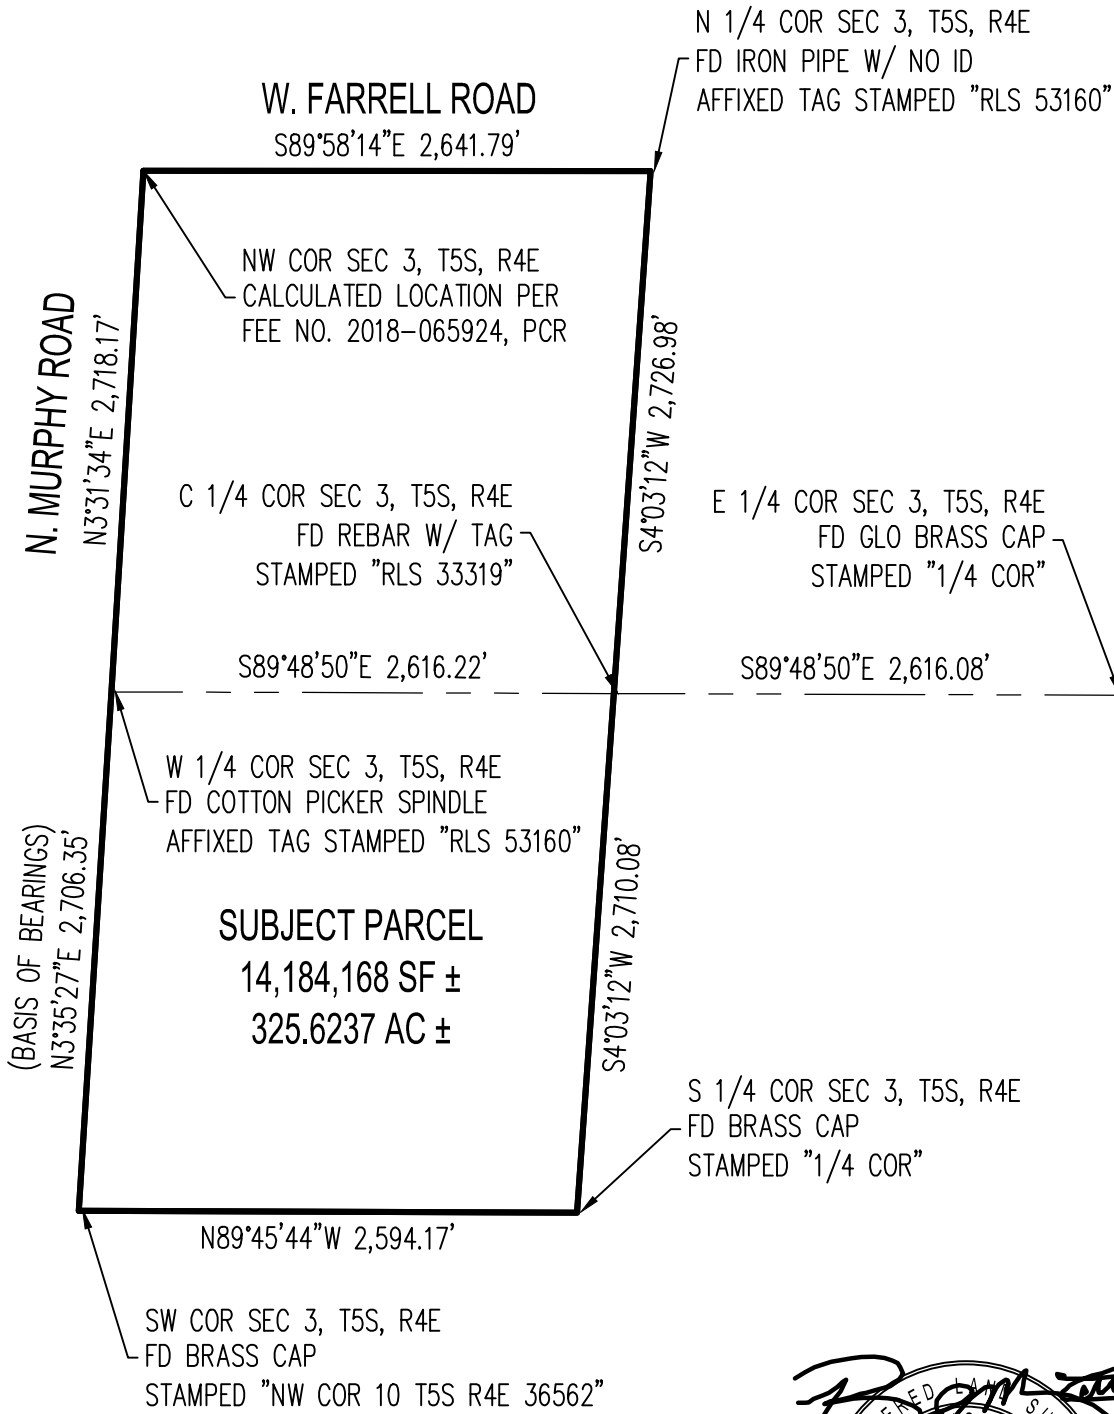 N 1/4 COR SEC 3, T5S, R4E
FD IRON PIPE W/ NO ID
AFFIXED TAG STAMPED "RLS 53160"
W. FARRELL ROAD
S89°58'14"E 2,641.79'
NW COR SEC 3, T5S, R4E
CALCULATED LOCATION PER
FEE NO. 2018-065924, PCR
N. MURPHY ROAD
N3°31'34"E 2,718.17'
S4°03'12"W 2,726.98'
C 1/4 COR SEC 3, T5S, R4E
FD REBAR W/ TAG
STAMPED "RLS 33319"
E 1/4 COR SEC 3, T5S, R4E
FD GLO BRASS CAP
STAMPED "1/4 COR"
S89°48'50"E 2,616.22'
S89°48'50"E 2,616.08'
W 1/4 COR SEC 3, T5S, R4E
FD COTTON PICKER SPINDLE
AFFIXED TAG STAMPED "RLS 53160"
(BASIS OF BEARINGS)
N3°35'27"E 2,706.35'
S4°03'12"W 2,710.08'
SUBJECT PARCEL
14,184,168 SF ±
325.6237 AC ±
S 1/4 COR SEC 3, T5S, R4E
FD BRASS CAP
STAMPED "1/4 COR"
N89°45'44"W 2,594.17'
SW COR SEC 3, T5S, R4E
FD BRASS CAP
STAMPED "NW COR 10 T5S R4E 36562"
LAND